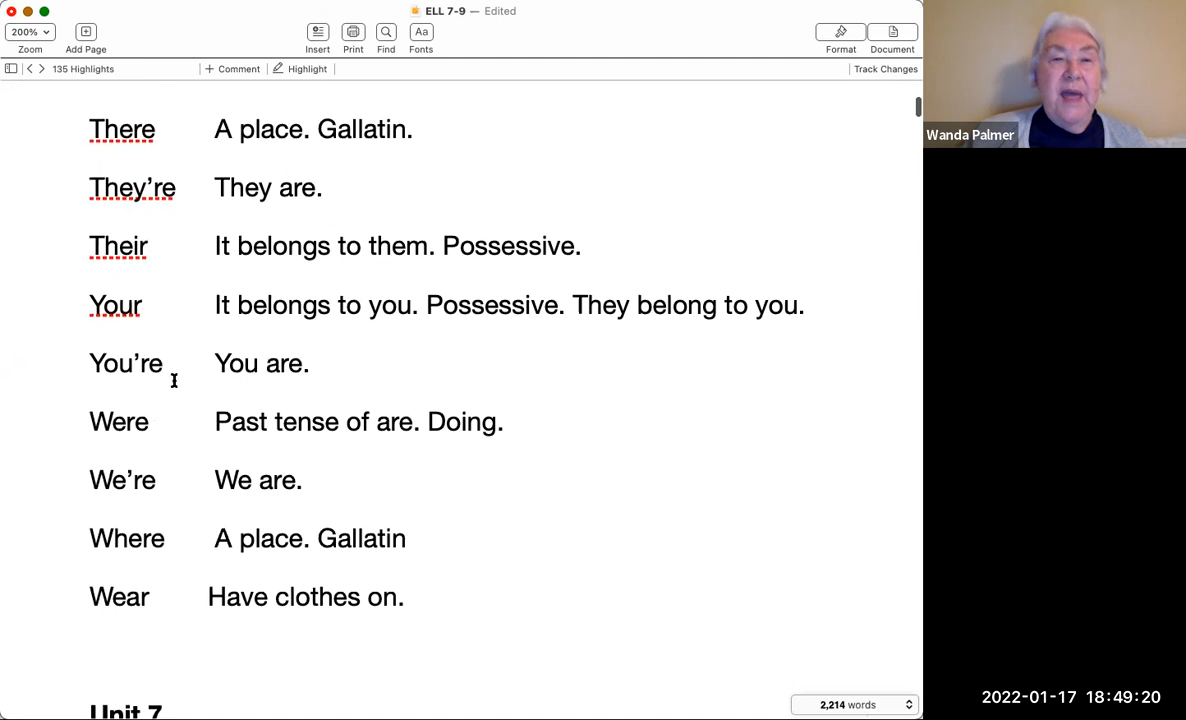 ELL 7-9 — Edited
200%
Zoom
Add Page
Insert
Print
Find
Aa
Fonts
Format
Document
135 Highlights
+ Comment
Highlight
Track Changes
Wanda Palmer
There A place. Gallatin.
They're They are.
Their It belongs to them. Possessive.
Your It belongs to you. Possessive. They belong to you.
You're You are.
Were Past tense of are. Doing.
We're We are.
Where A place. Gallatin
Wear Have clothes on.
Unit 7
2,214 words
2022-01-17 18:49:20